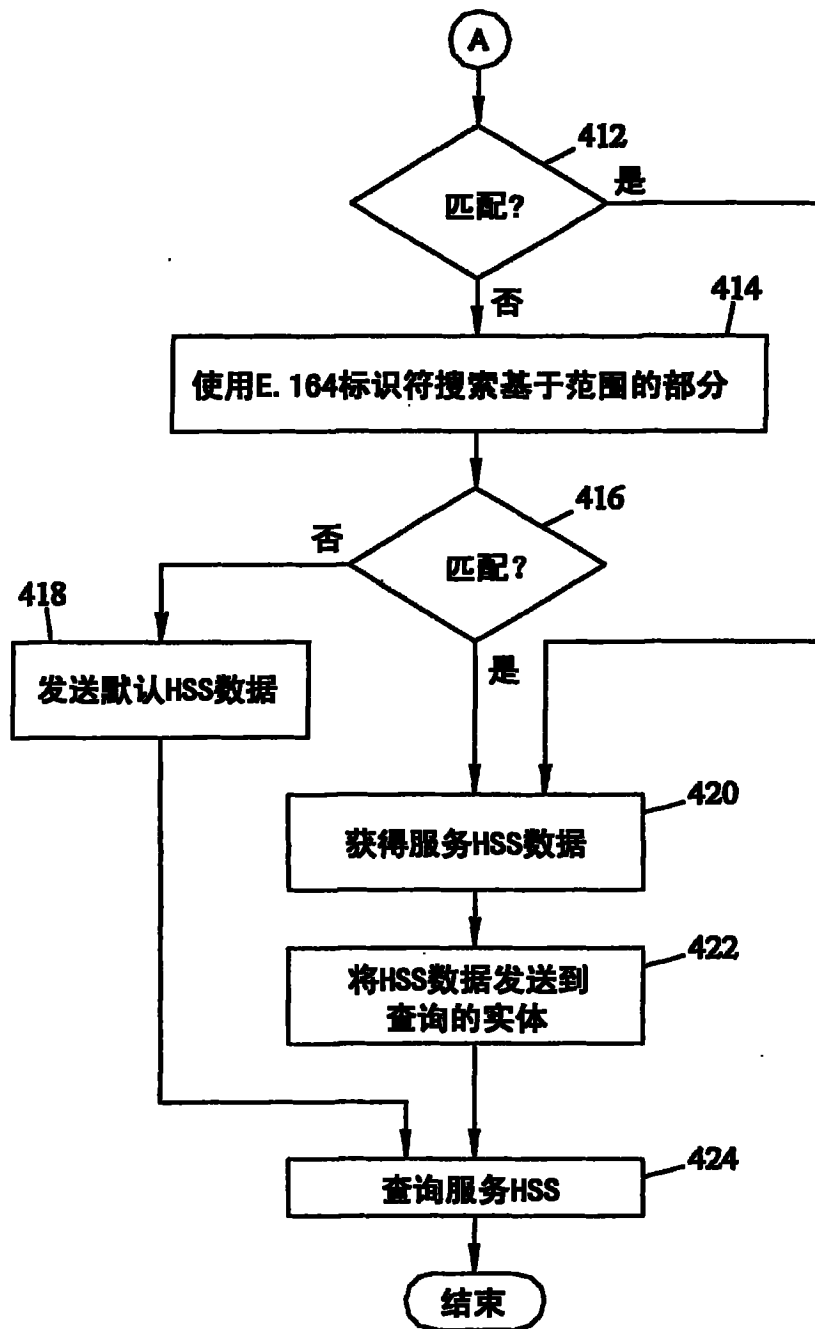 A
412
匹配?
是
否
414
使用E.164标识符搜索基于范围的部分
416
否
匹配?
418
是
发送默认HSS数据
420
获得服务HSS数据
422
将HSS数据发送到
查询的实体
424
查询服务HSS
结束